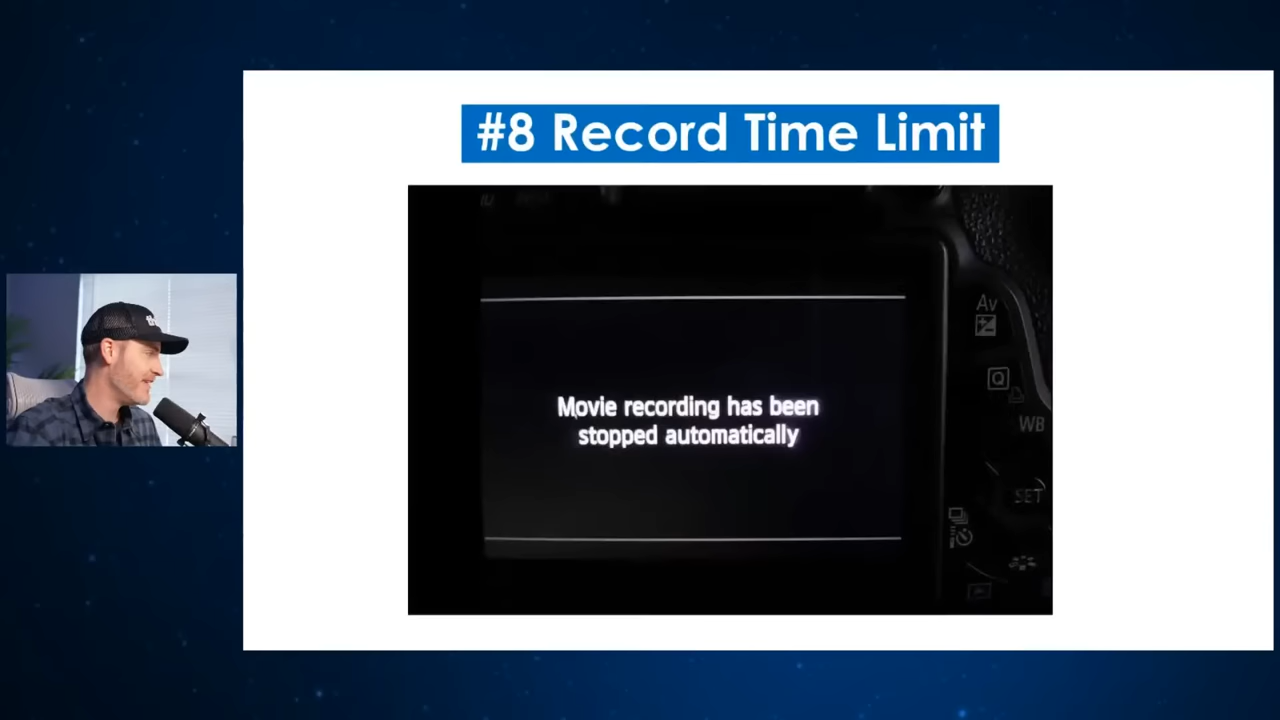 #8 Record Time Limit
Movie recording has been
stopped automatically
Av
Q
WB
SET